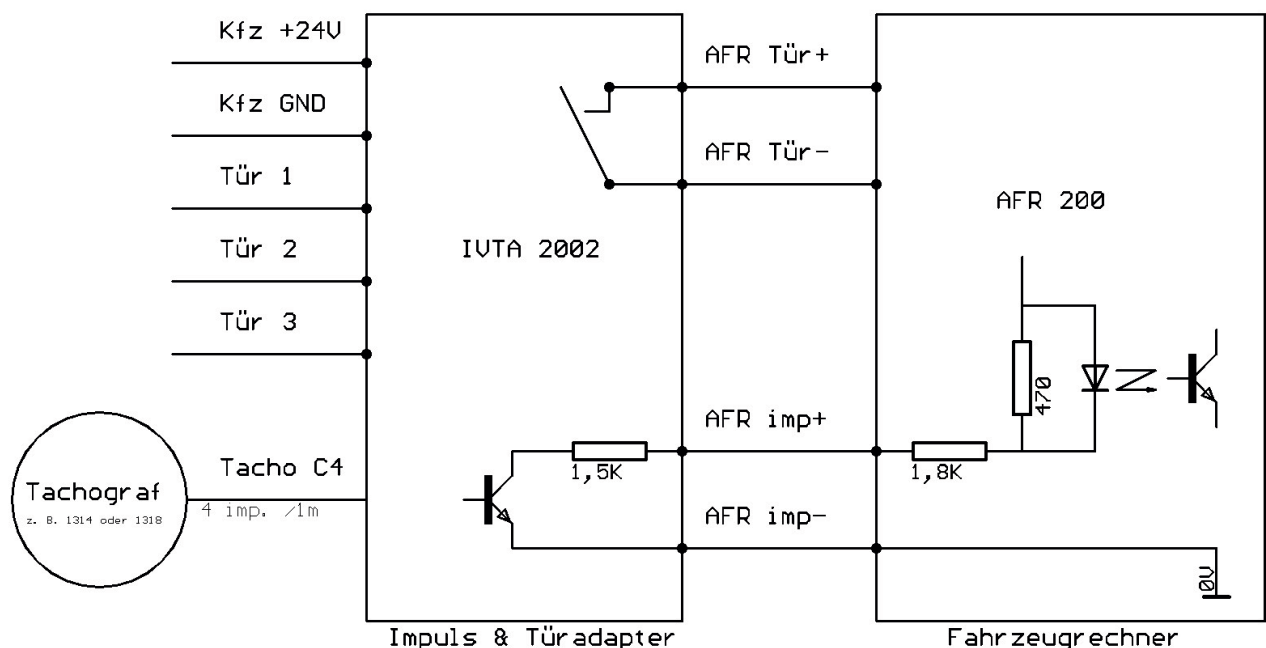 Kfz +24V
Kfz GND
Tür 1
Tür 2
Tür 3
Tachograf
z. B. 1314 oder 1318
Tacho C4
4 imp. /1m
IVTA 2002
1,5K
Impuls & Türadapter
AFR Tür+
AFR Tür-
AFR imp+
AFR imp-
AFR 200
470
1,8K
0V
Fahrzeugrechner